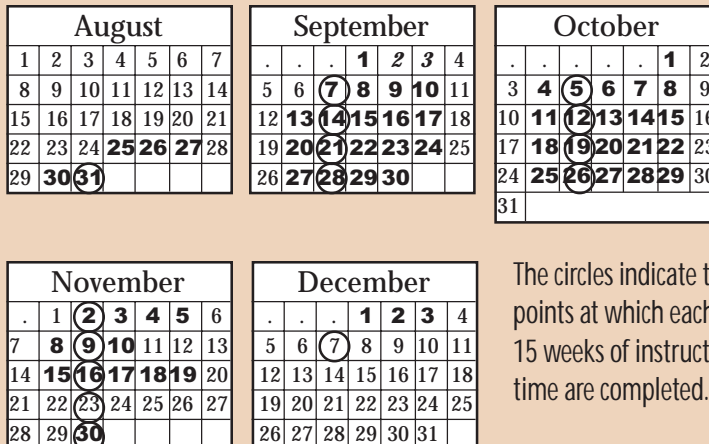 August
1 2 3 4 5 6 7
8 9 10 11 12 13 14
15 16 17 18 19 20 21
22 23 24 25 26 27 28
29 30 31
September
. . . 1 2 3 4
5 6 7 8 9 10 11
12 13 14 15 16 17 18
19 20 21 22 23 24 25
26 27 28 29 30
October
. . . . . 1 2
3 4 5 6 7 8 9
10 11 12 13 14 15 16
17 18 19 20 21 22 23
24 25 26 27 28 29 30
31
November
. 1 2 3 4 5 6
7 8 9 10 11 12 13
14 15 16 17 18 19 20
21 22 23 24 25 26 27
28 29 30
December
. . . 1 2 3 4
5 6 7 8 9 10 11
12 13 14 15 16 17 18
19 20 21 22 23 24 25
26 27 28 29 30 31
The circles indicate t
points at which each
15 weeks of instruct
time are completed.